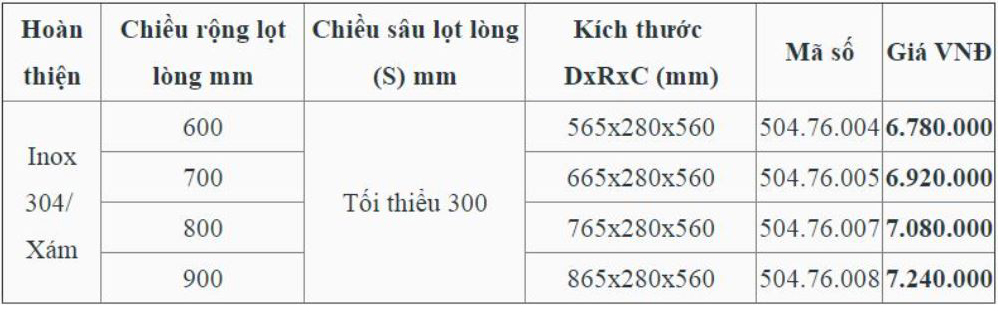 Hoàn thiện | Chiều rộng lọt lòng mm | Chiều sâu lọt lòng (S) mm | Kích thước DxRxC (mm) | Mã số | Giá VNĐ
Inox 304/ Xám | 600 | Tối thiểu 300 | 565x280x560 | 504.76.004 | 6.780.000
700 | 665x280x560 | 504.76.005 | 6.920.000
800 | 765x280x560 | 504.76.007 | 7.080.000
900 | 865x280x560 | 504.76.008 | 7.240.000